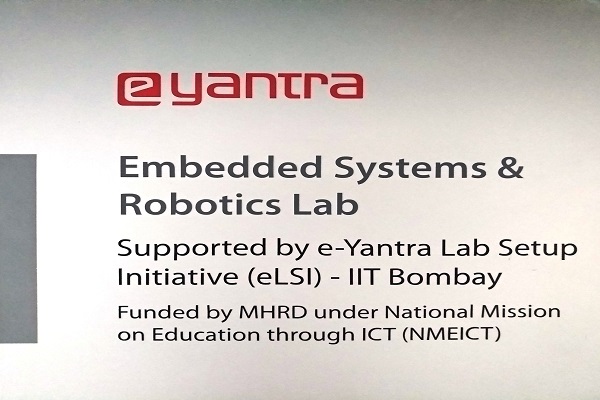 eyantra
Embedded Systems &
Robotics Lab
Supported by e-Yantra Lab Setup
Initiative (eLSI) - IIT Bombay
Funded by MHRD under National Mission
on Education through ICT (NMEICT)